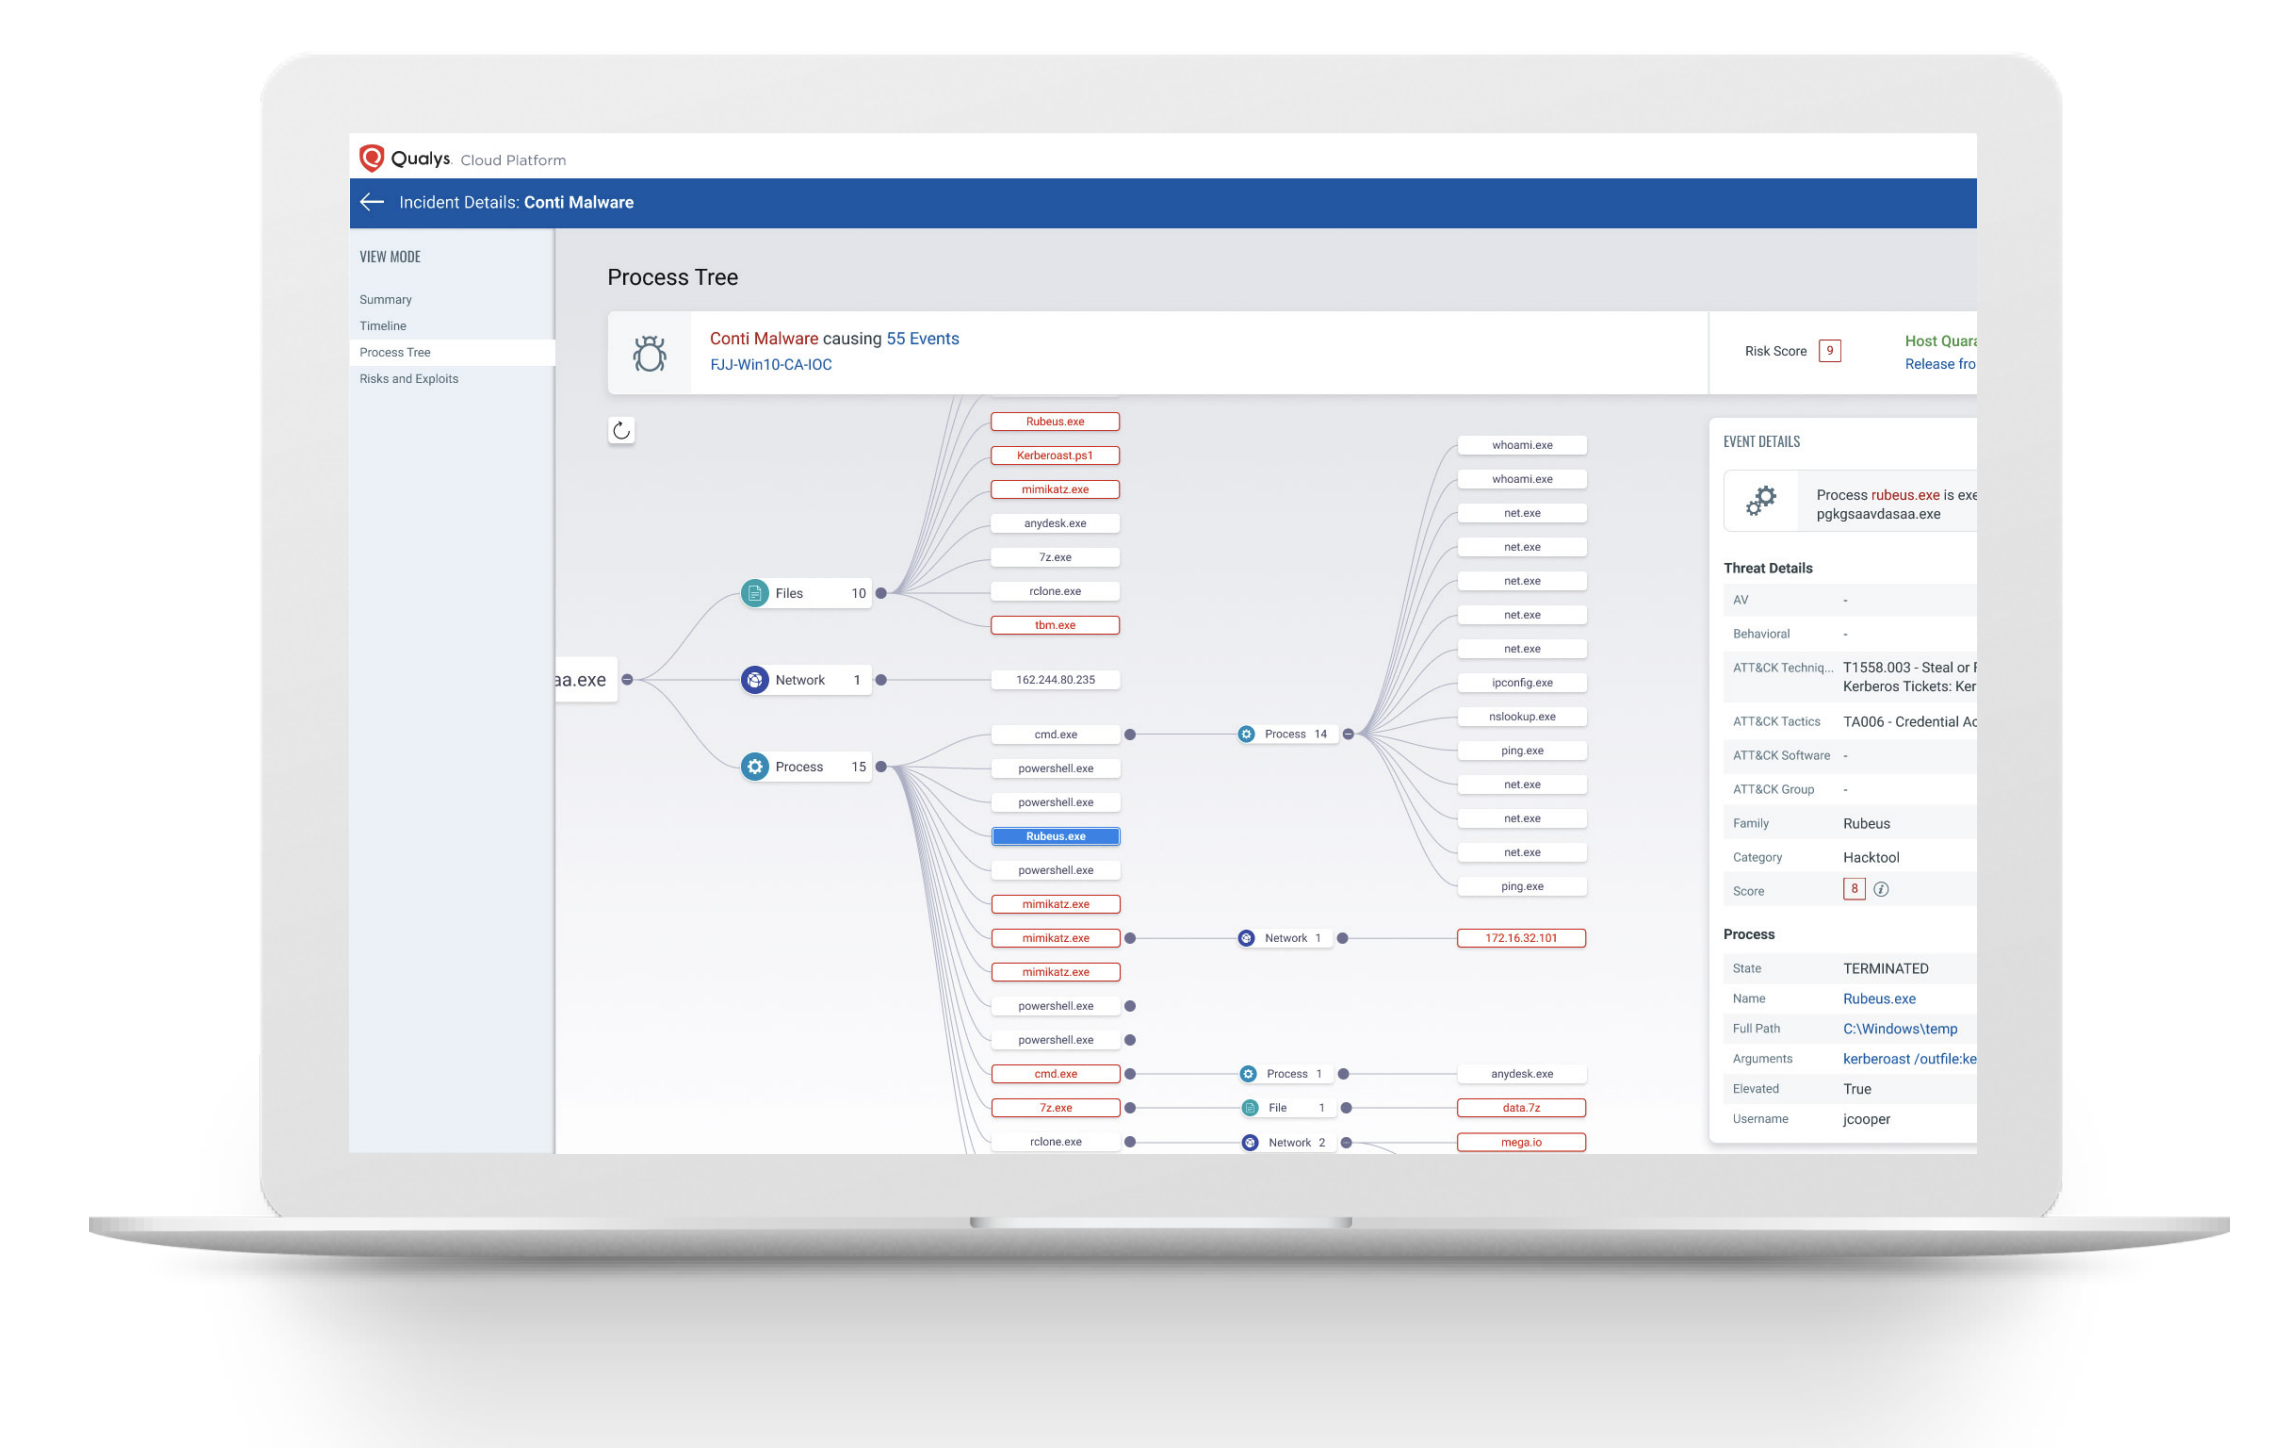 Qualys. Cloud Platform
Incident Details: Conti Malware
VIEW MODE
Summary
Timeline
Process Tree
Risks and Exploits
Process Tree
Conti Malware causing 55 Events
FJJ-Win10-CA-IOC
Risk Score 9
Host Quara
Release fro
Rubeus.exe
Kerberoast.ps1
mimikatz.exe
anydesk.exe
7z.exe
rclone.exe
tbm.exe
Files 10
aa.exe
Network 1
162.244.80.235
Process 15
cmd.exe
powershell.exe
powershell.exe
Rubeus.exe
powershell.exe
mimikatz.exe
mimikatz.exe
mimikatz.exe
powershell.exe
powershell.exe
cmd.exe
7z.exe
rclone.exe
Process 14
whoami.exe
whoami.exe
net.exe
net.exe
net.exe
net.exe
net.exe
ipconfig.exe
nslookup.exe
ping.exe
net.exe
net.exe
net.exe
ping.exe
Network 1
172.16.32.101
Process 1
anydesk.exe
File 1
data.7z
Network 2
mega.io
EVENT DETAILS
Process rubeus.exe is exe
pgkgsaavdasaa.exe
Threat Details
AV -
Behavioral -
ATT&CK Techniq... T1558.003 - Steal or F
Kerberos Tickets: Ker
ATT&CK Tactics TA006 - Credential Ac
ATT&CK Software -
ATT&CK Group -
Family Rubeus
Category Hacktool
Score 8 i
Process
State TERMINATED
Name Rubeus.exe
Full Path C:\Windows\temp
Arguments kerberoast /outfile:ke
Elevated True
Username jcooper